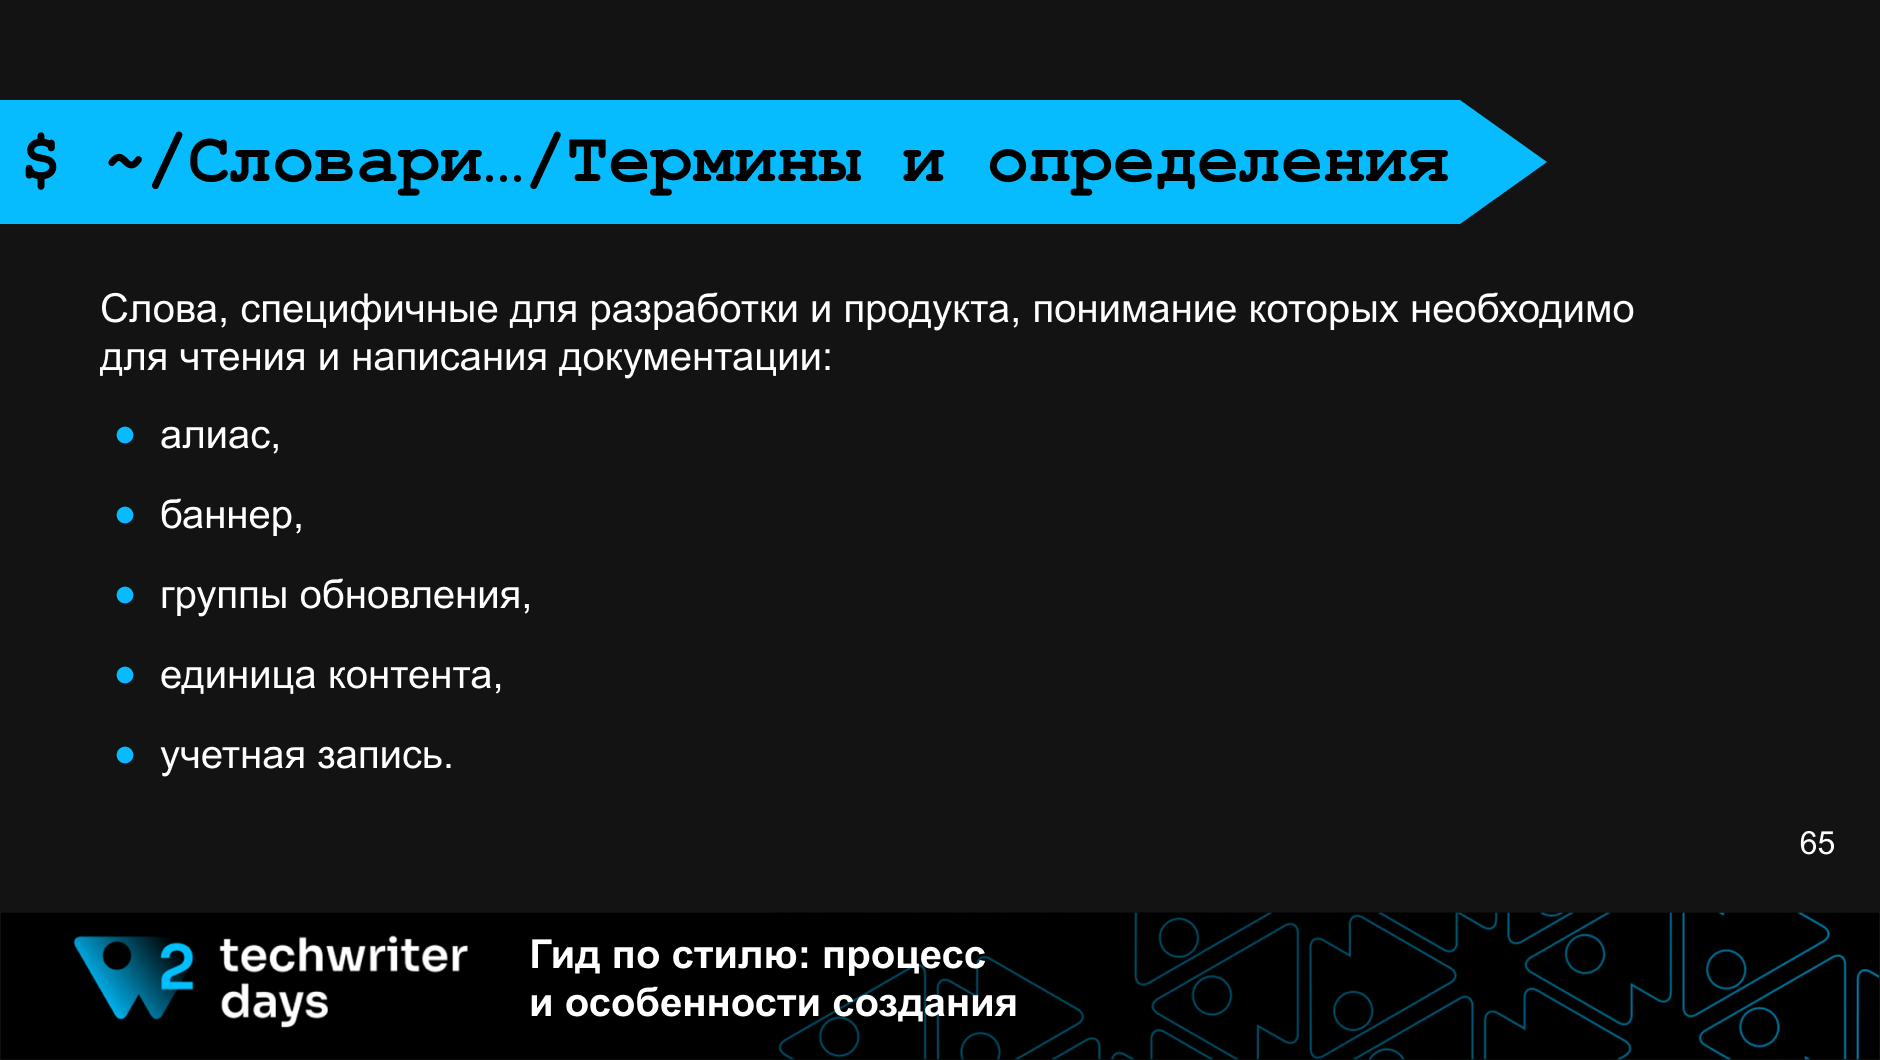 $ ~/Словари…/Термины и определения
Слова, специфичные для разработки и продукта, понимание которых необходимо
для чтения и написания документации:
● алиас,
● баннер,
● группы обновления,
● единица контента,
● учетная запись.
65
2 techwriter
days
Гид по стилю: процесс
и особенности создания